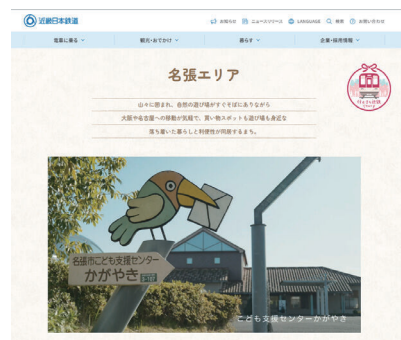 近畿日本鉄道
お知らせ ニュースリリース LANGUAGE 検索 お問い合わせ
電車に乗る 観光・おでかけ 暮らす 企業・採用情報
名張エリア
山々に囲まれ、自然の遊び場がすぐそばにありながら
大阪や名古屋への移動が気軽で、買い物スポットも遊び場も身近な
落ち着いた暮らしと利便性が同居するまち。
名張市こども支援センター
かがやき
こども支援センターかがやき